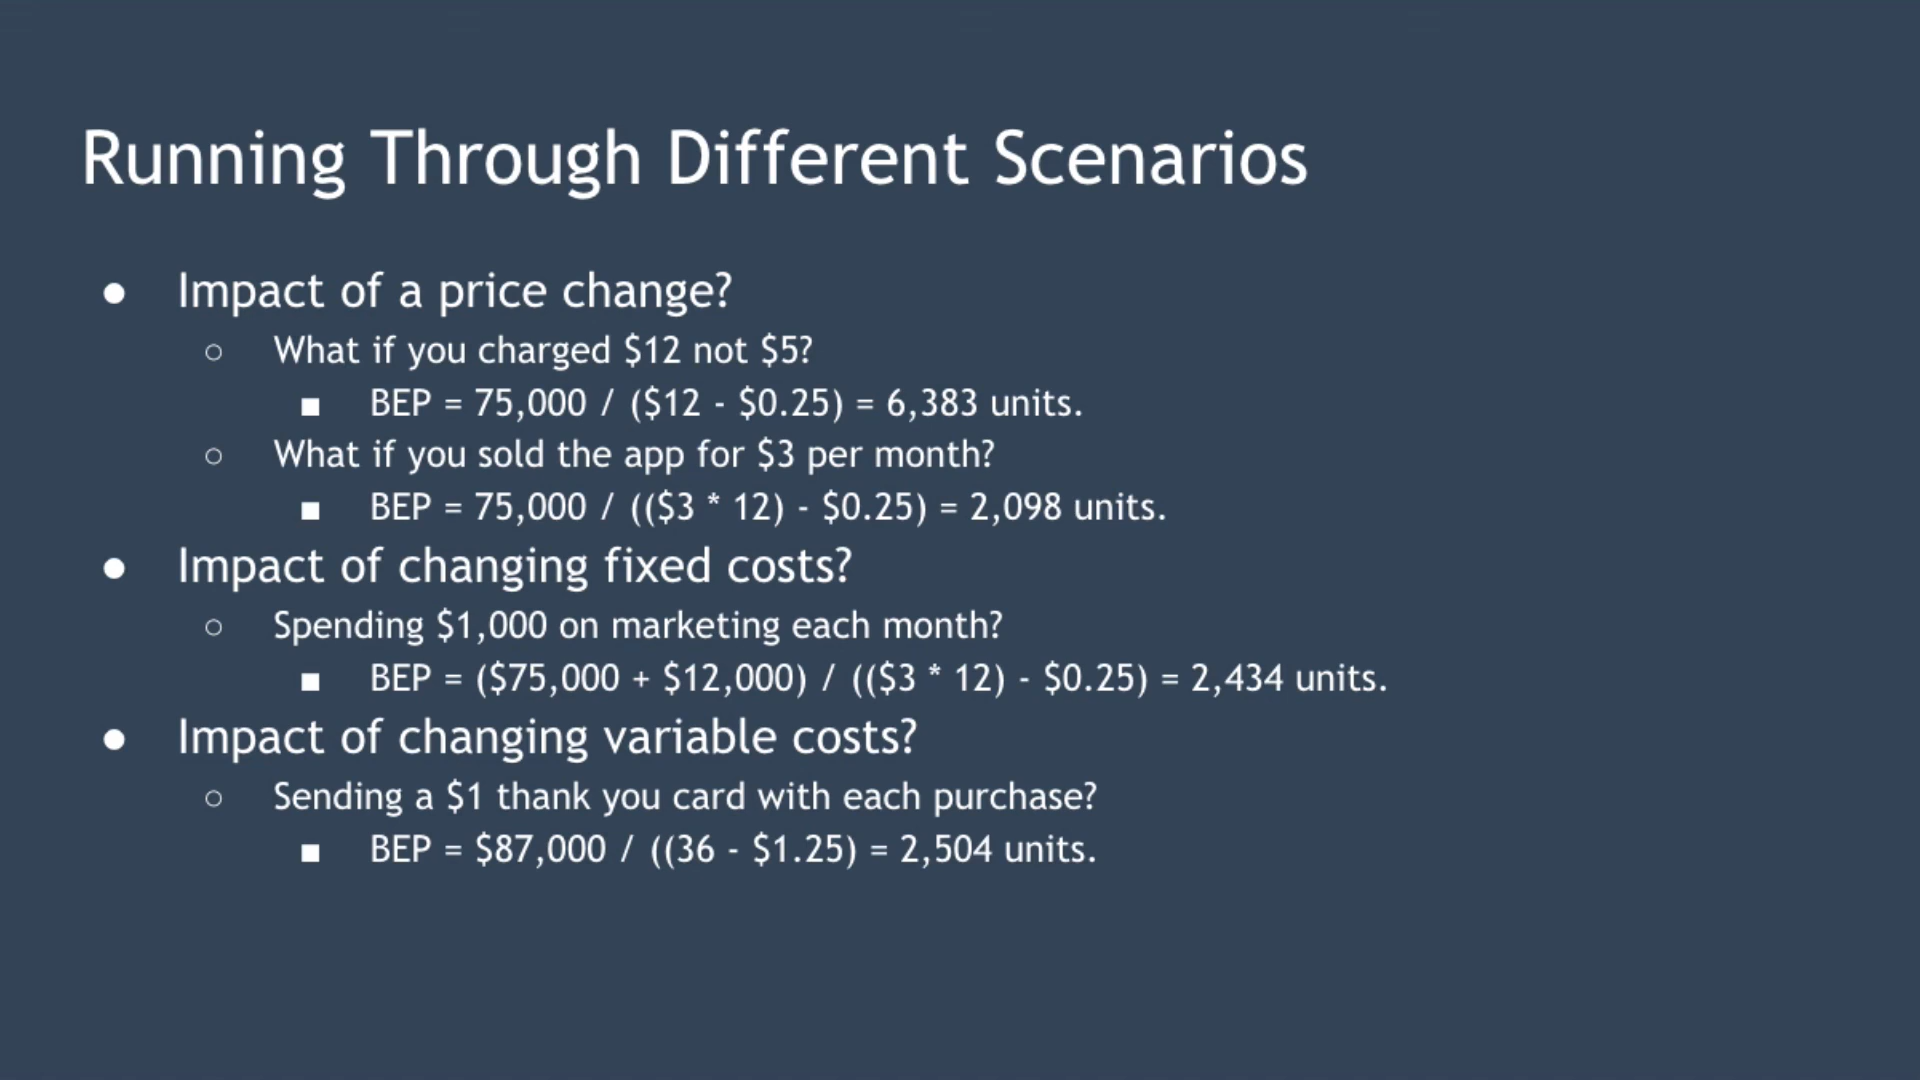 Running Through Different Scenarios
● Impact of a price change?
○ What if you charged $12 not $5?
■ BEP = 75,000 / ($12 - $0.25) = 6,383 units.
○ What if you sold the app for $3 per month?
■ BEP = 75,000 / (($3 * 12) - $0.25) = 2,098 units.
● Impact of changing fixed costs?
○ Spending $1,000 on marketing each month?
■ BEP = ($75,000 + $12,000) / (($3 * 12) - $0.25) = 2,434 units.
● Impact of changing variable costs?
○ Sending a $1 thank you card with each purchase?
■ BEP = $87,000 / ((36 - $1.25) = 2,504 units.